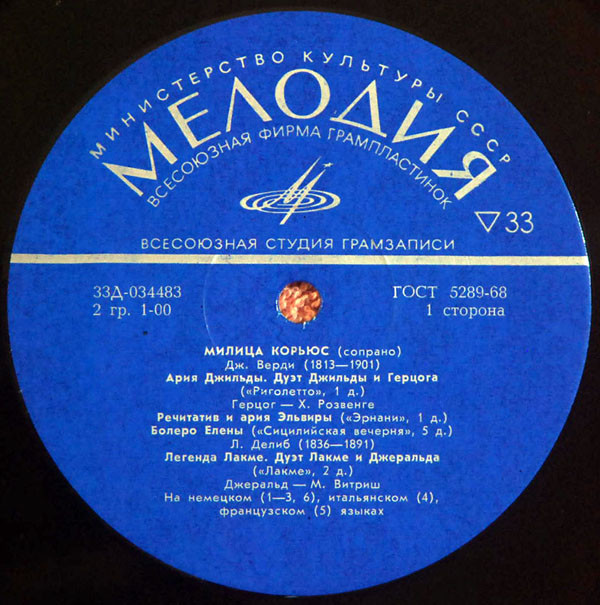 МИНИСТЕРСТВО КУЛЬТУРЫ СССР
МЕЛОДИЯ
ВСЕСОЮЗНАЯ ФИРМА ГРАМПЛАСТИНОК
33
ВСЕСОЮЗНАЯ СТУДИЯ ГРАМЗАПИСИ
33Д-034483
2 гр. 1-00
ГОСТ 5289-68
1 сторона
МИЛИЦА КОРЬЮС (сопрано)
Дж. Верди (1813—1901)
Ария Джильды. Дуэт Джильды и Герцога
(«Риголетто», 1 д.)
Герцог — Х. Розвенге
Речитатив и ария Эльвиры («Эрнани», 1 д.)
Болеро Елены («Сицилийская вечерня», 5 д.)
Л. Делиб (1836—1891)
Легенда Лакме. Дуэт Лакме и Джеральда
(«Лакме», 2 д.)
Джеральд — М. Витриш
На немецком (1—3, 6), итальянском (4),
французском (5) языках